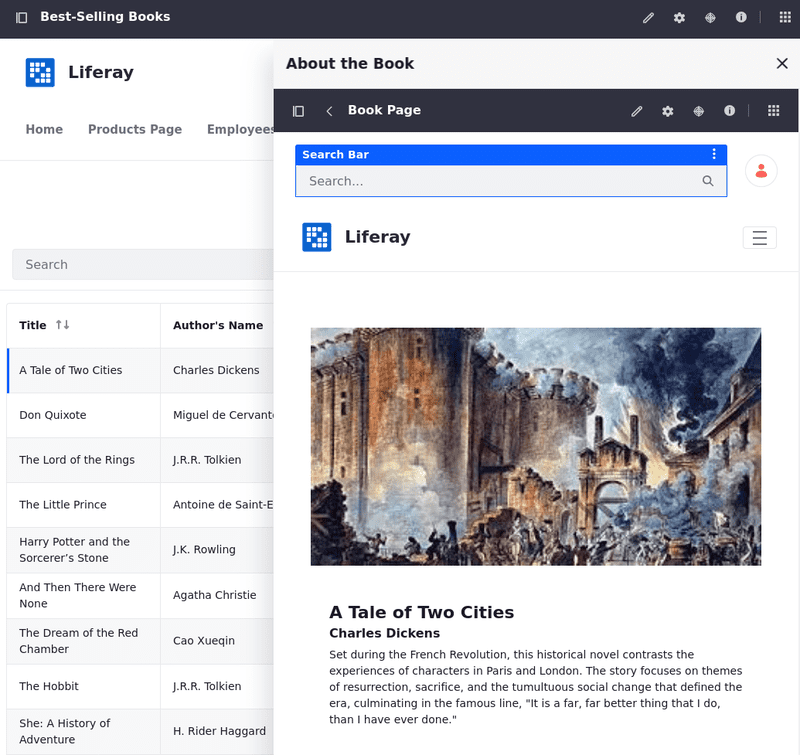 Best-Selling Books
Liferay
Home Products Page Employees
Search
Title Author's Name
A Tale of Two Cities Charles Dickens
Don Quixote Miguel de Cervant
The Lord of the Rings J.R.R. Tolkien
The Little Prince Antoine de Saint-E
Harry Potter and the
Sorcerer’s Stone
J.K. Rowling
And Then There Were
None
Agatha Christie
The Dream of the Red
Chamber
Cao Xueqin
The Hobbit J.R.R. Tolkien
She: A History of
Adventure
H. Rider Haggard
About the Book
Book Page
Search Bar
Search...
Liferay
A Tale of Two Cities
Charles Dickens
Set during the French Revolution, this historical novel contrasts the
experiences of characters in Paris and London. The story focuses on themes
of resurrection, sacrifice, and the tumultuous social change that defined the
era, culminating in the famous line, "It is a far, far better thing that I do,
than I have ever done."